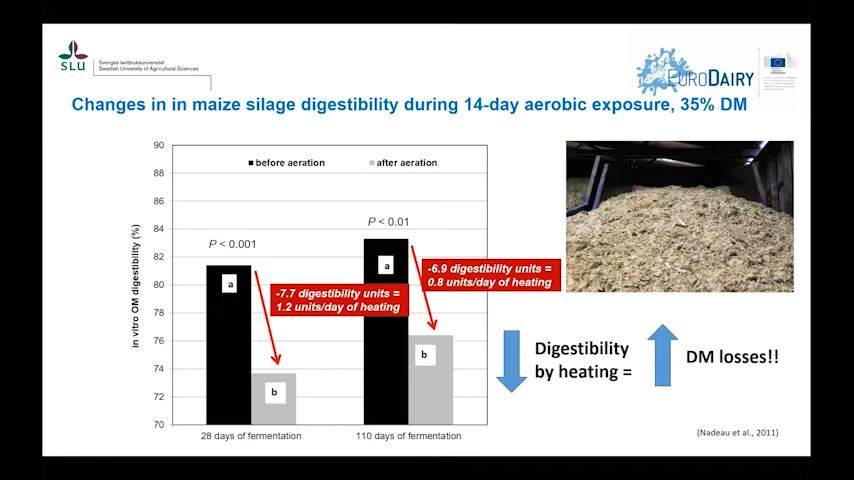 SLU
Sveriges lantbruksuniversitet
Swedish University of Agricultural Sciences
EURODAIRY
Changes in in maize silage digestibility during 14-day aerobic exposure, 35% DM
in vitro OM digestibility (%)
90
88
86
84
82
80
78
76
74
72
70
before aeration
after aeration
P < 0.001
P < 0.01
a
b
a
b
-7.7 digestibility units =
1.2 units/day of heating
-6.9 digestibility units =
0.8 units/day of heating
28 days of fermentation
110 days of fermentation
Digestibility
by heating =
DM losses!!
(Nadeau et al., 2011)